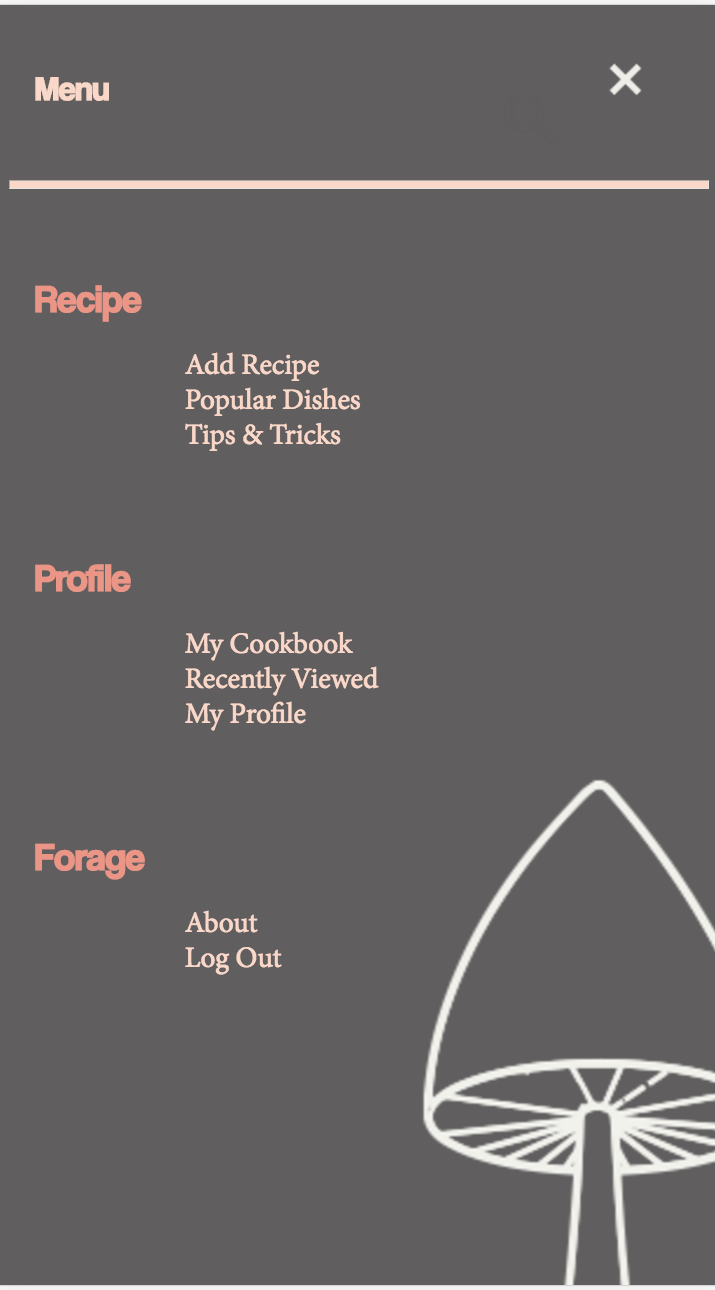 Menu
Recipe
Add Recipe
Popular Dishes
Tips & Tricks
Profile
My Cookbook
Recently Viewed
My Profile
Forage
About
Log Out